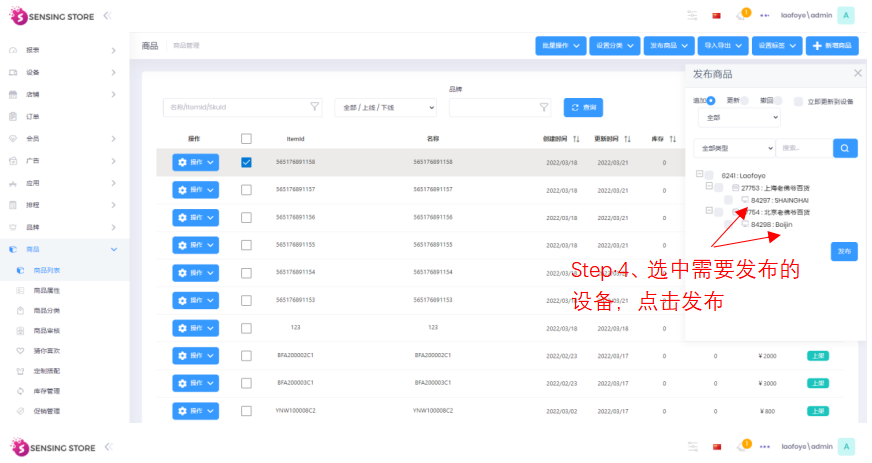 SENSING STORE
laofoye\admin A
报表
设备
店铺
订单
会员
广告
应用
排程
品牌
商品
商品列表
商品属性
商品分类
商品审核
猜你喜欢
定制搭配
库存管理
促销管理
商品 商品管理
批量操作 设置分类 发布商品 导入导出 设置标签 新增商品
品牌
名称/ItemId/SkuId 全部 / 上线 / 下线 查询
操作 ItemId 名称 创建时间 更新时间 库存
操作 565176891158 565176891158 2022/03/18 2022/03/21 0
操作 565176891157 565176891157 2022/03/18 2022/03/21 0
操作 565176891156 565176891156 2022/03/18 2022/03/21 0
操作 565176891155 565176891155 2022/03/18 2022/03/21 0
操作 565176891154 565176891154 2022/03/18
操作 565176891153 565176891153
操作 123 123 2022/03/18 2022/03/18 0
操作 BFA200002C1 BFA200002C1 2022/02/23 2022/03/17 0 0 ¥ 2000 上架
操作 BFA200003C1 BFA200003C1 2022/02/23 2022/03/17 0 0 ¥ 3000 上架
操作 YNW100008C2 YNW100008C2 2022/03/02 2022/03/17 0 0 ¥ 800 上架
发布商品
追加 更新 撤回 立即更新到设备
全部
全部类型 搜索...
6241 : Laofoye
27753 : 上海老佛爷百货
84297 : SHAINGHAI
27754 : 北京老佛爷百货
84298 : Beijin
发布
Step 4、选中需要发布的
设备，点击发布
SENSING STORE
laofoye\admin A